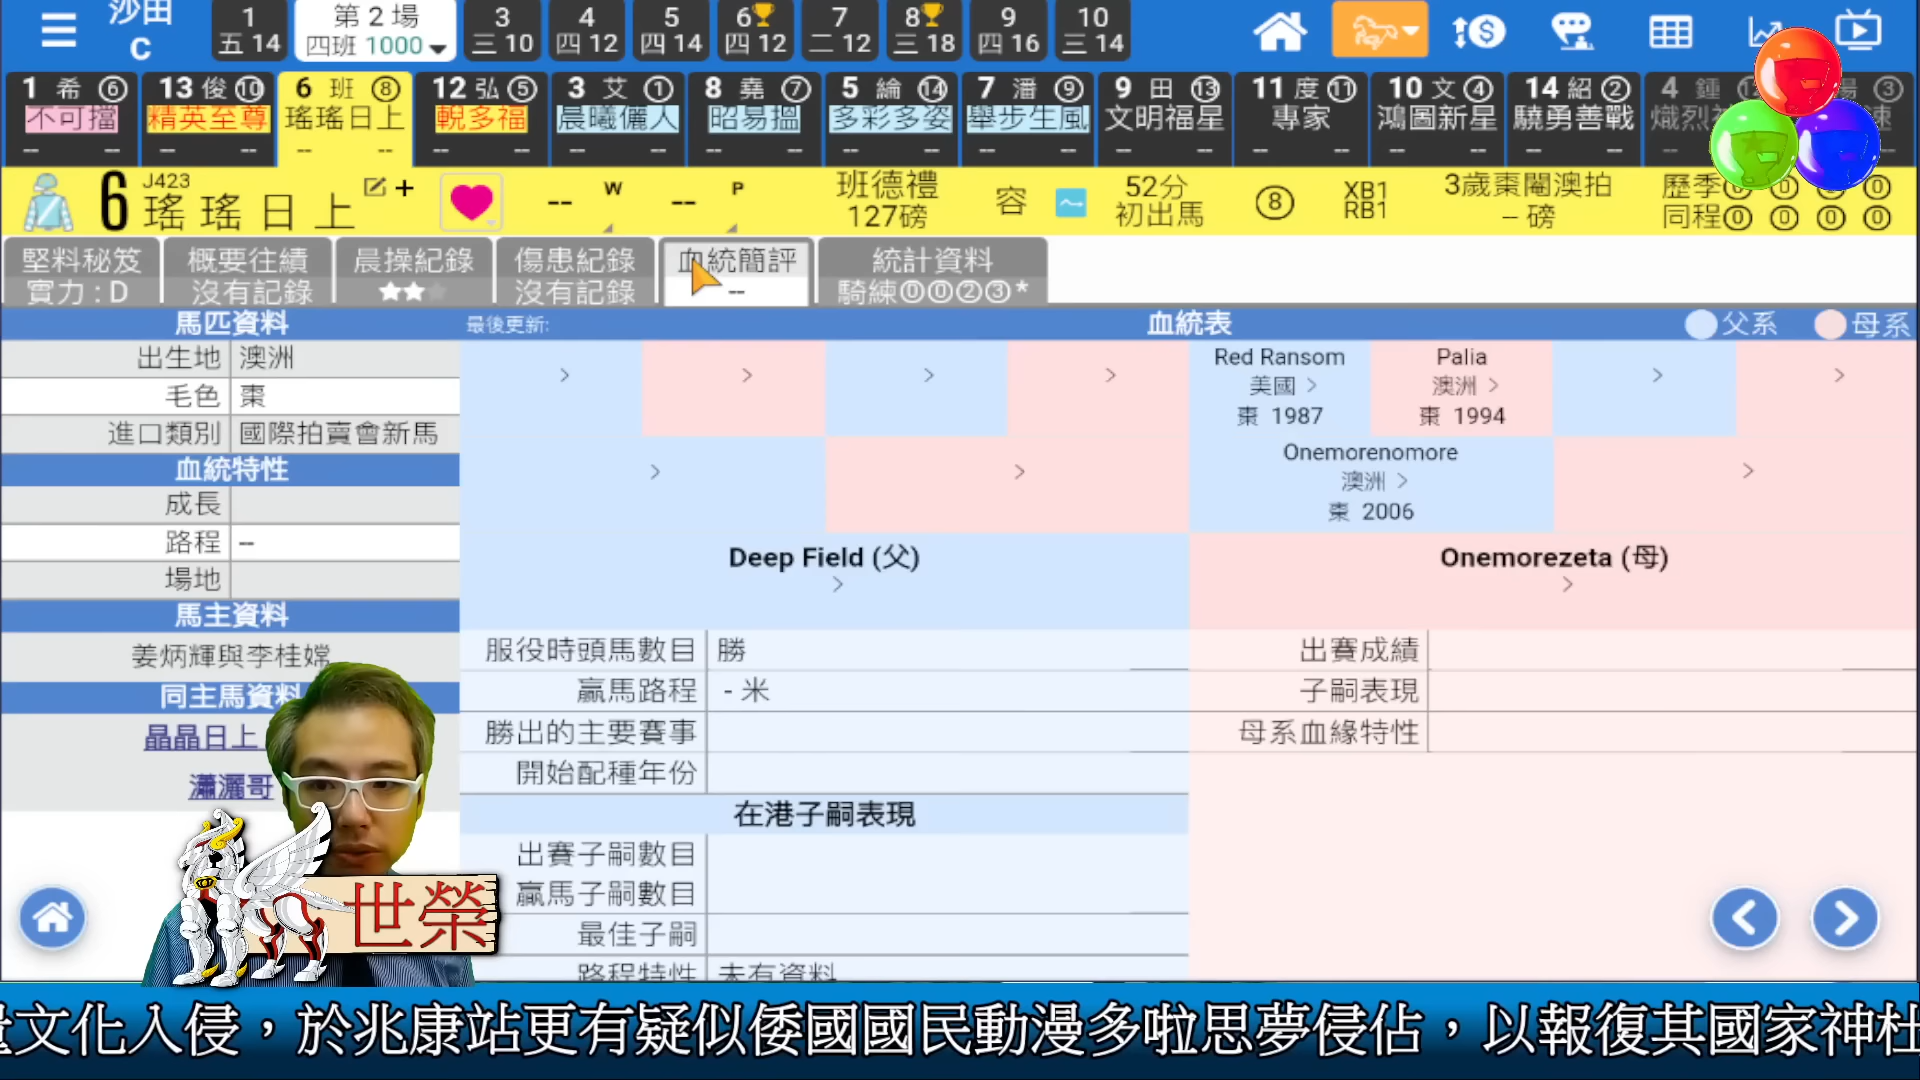 沙田
C
1
五 14
第 2 場
四班 1000
3
三 10
4
四 12
5
四 14
6
四 12
7
二 12
8
三 18
9
四 16
10
三 14
1 希 ⑥
不可擋
-- --
13 俊 ⑩
精英至尊
-- --
6 班 ⑧
瑤瑤日上
-- --
12 弘 ⑤
靚多福
-- --
3 艾 ①
晨曦儷人
-- --
8 堯 ⑦
昭易搵
-- --
5 綸 ⑭
多彩多姿
-- --
7 潘 ⑨
舉步生風
-- --
9 田 ⑬
文明福星
-- --
11 度 ⑪
專家
-- --
10 文 ④
鴻圖新星
-- --
14 紹 ②
驍勇善戰
-- --
4 鍾
熾烈
6
J423
瑤瑤日上
+
-- W
-- P
班德禮
127磅
容
52分
初出馬
⑧
XB1
RB1
3歲棗閹澳拍
– 磅
歷季⓪ ⓪ ⓪ ⓪
同程⓪ ⓪ ⓪ ⓪
堅料秘笈
實力 : D
概要往績
沒有記錄
晨操紀錄
★★★
傷患紀錄
沒有記錄
血統簡評
--
統計資料
騎練⓪⓪②③*
馬匹資料
出生地 澳洲
毛色 棗
進口類別 國際拍賣會新馬
血統特性
成長
路程 --
場地
馬主資料
姜炳輝與李桂嫦
同主馬資料
晶晶日上
瀟灑哥
最後更新:
血統表
父系
母系
Red Ransom
美國 >
棗 1987
Palia
澳洲 >
棗 1994
Onemorenomore
澳洲 >
棗 2006
Deep Field (父)
Onemorezeta (母)
服役時頭馬數目 勝
贏馬路程 - 米
勝出的主要賽事
開始配種年份
在港子嗣表現
出賽子嗣數目
贏馬子嗣數目
最佳子嗣
路程特性 未有資料
出賽成績
子嗣表現
母系血緣特性
世榮
文化入侵，於兆康站更有疑似倭國國民動漫多啦思夢侵佔，以報復其國家神社